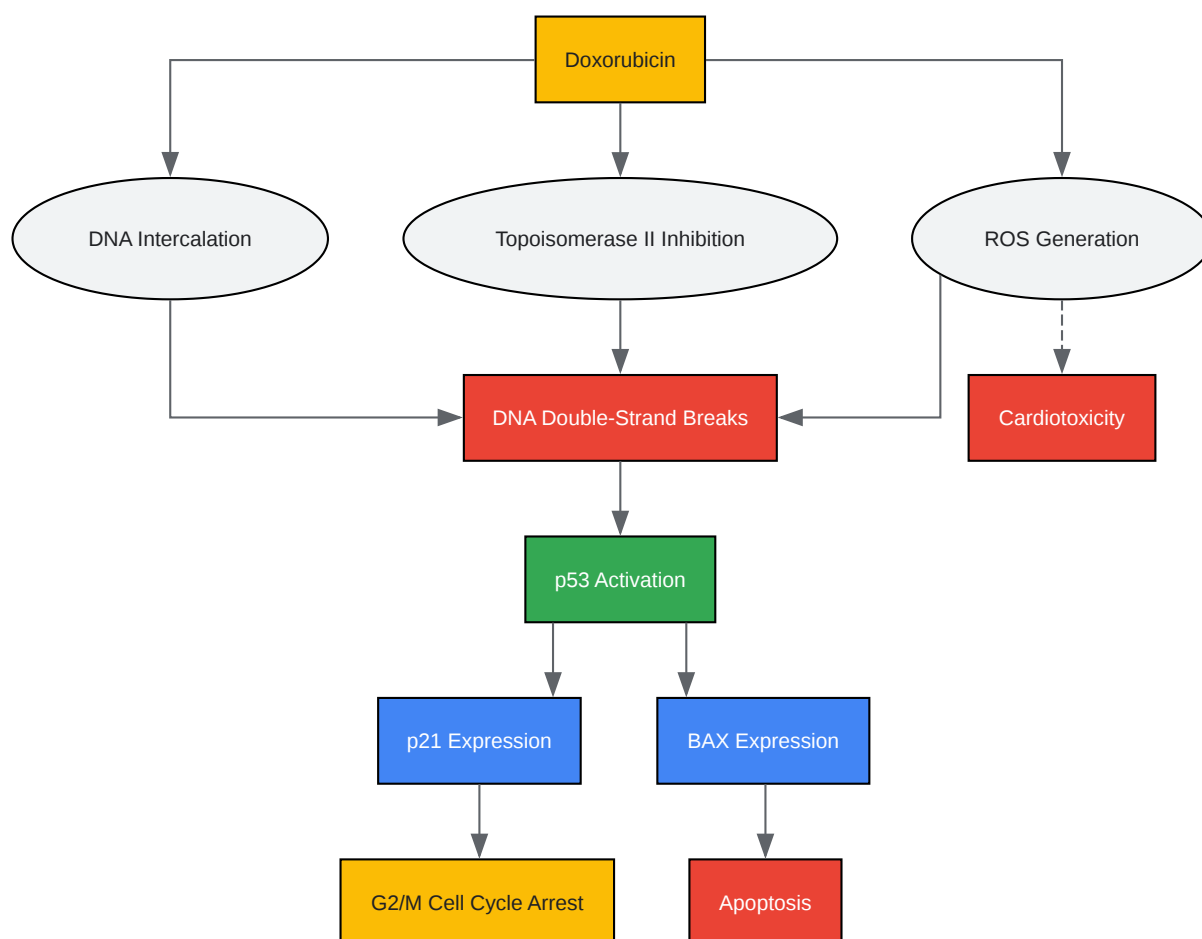 Doxorubicin
DNA Intercalation
Topoisomerase II Inhibition
ROS Generation
DNA Double-Strand Breaks
Cardiotoxicity
p53 Activation
p21 Expression
BAX Expression
G2/M Cell Cycle Arrest
Apoptosis